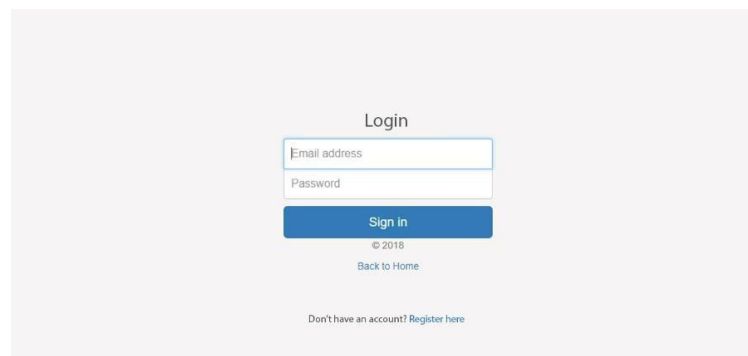 Login
Email address
Password
Sign in
© 2018
Back to Home
Don't have an account? Register here